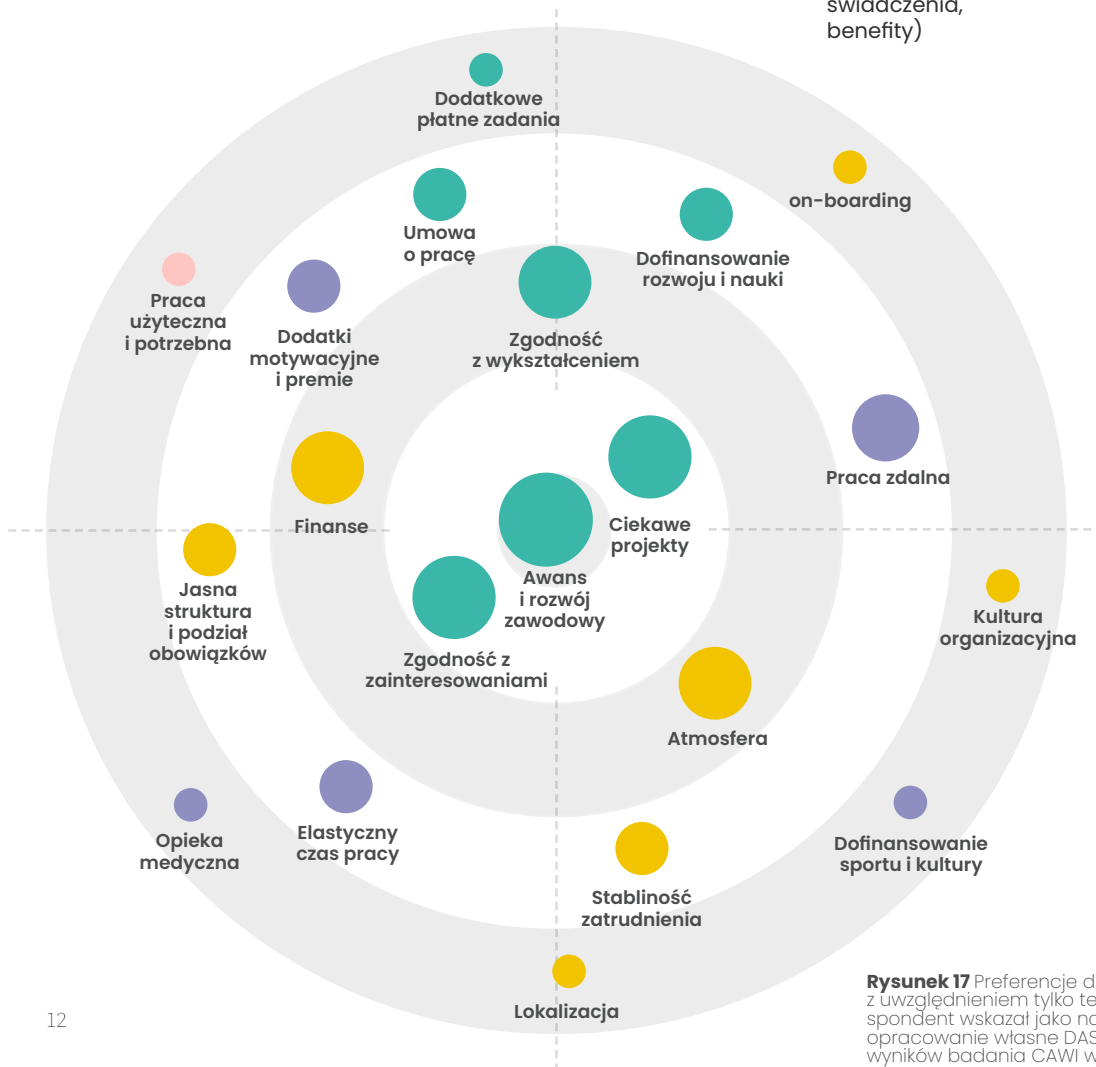 świadczenia,
benefity)
Dodatkowe
płatne zadania
on-boarding
Umowa
o pracę
Dofinansowanie
rozwoju i nauki
Praca
użyteczna
i potrzebna
Dodatki
motywacyjne
i premie
Zgodność
z wykształceniem
Praca zdalna
Finanse
Ciekawe
projekty
Awans
i rozwój
zawodowy
Jasna
struktura
i podział
obowiązków
Kultura
organizacyjna
Zgodność z
zainteresowaniami
Atmosfera
Opieka
medyczna
Elastyczny
czas pracy
Dofinansowanie
sportu i kultury
Stabliność
zatrudnienia
Lokalizacja
Rysunek 17 Preferencje
z uwzględnieniem tylko
spondent wskazał jako
opracowanie własne
wyników badania CAWI
12